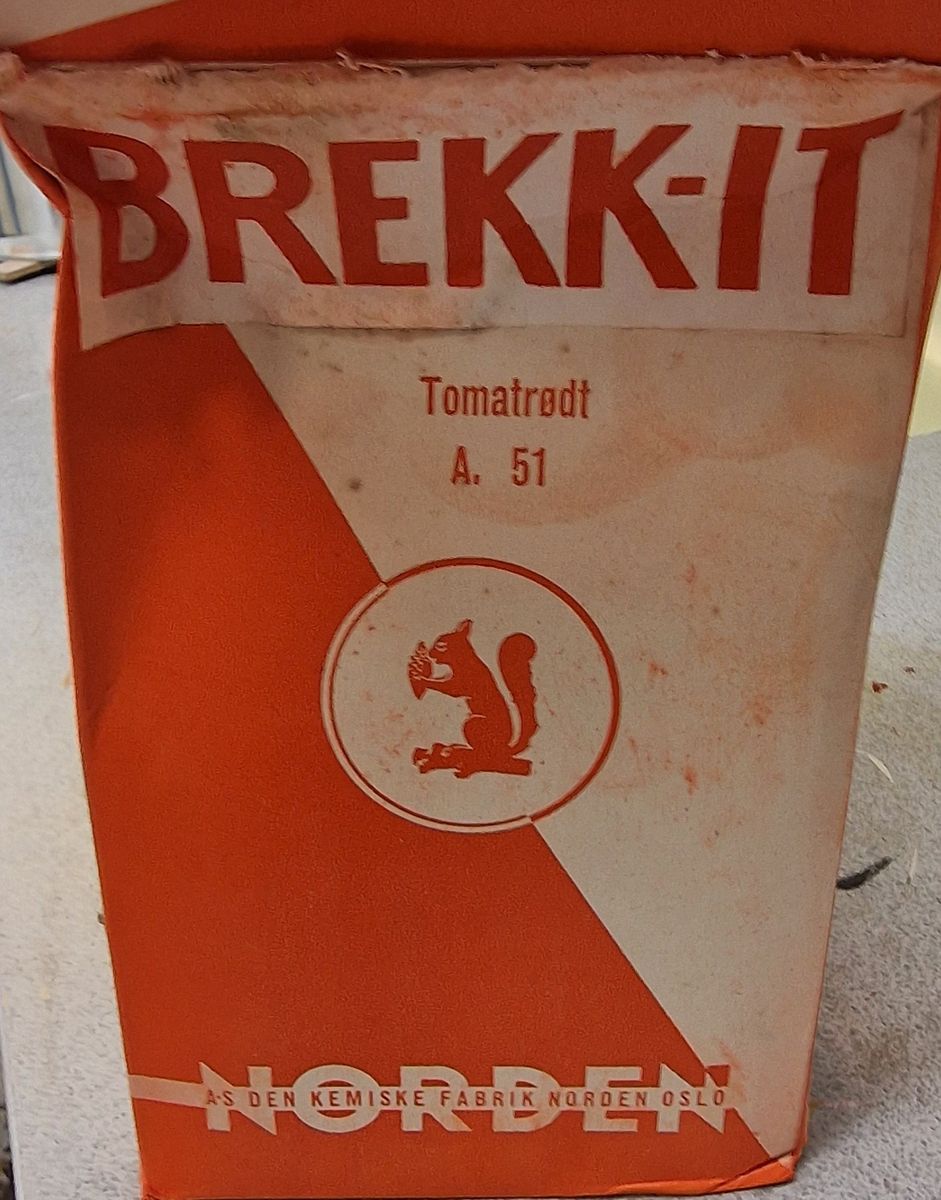 BREKK-IT
Tomatrødt
A. 51
NORDEN
A·S DEN KEMISKE FABRIK NORDEN OSLO